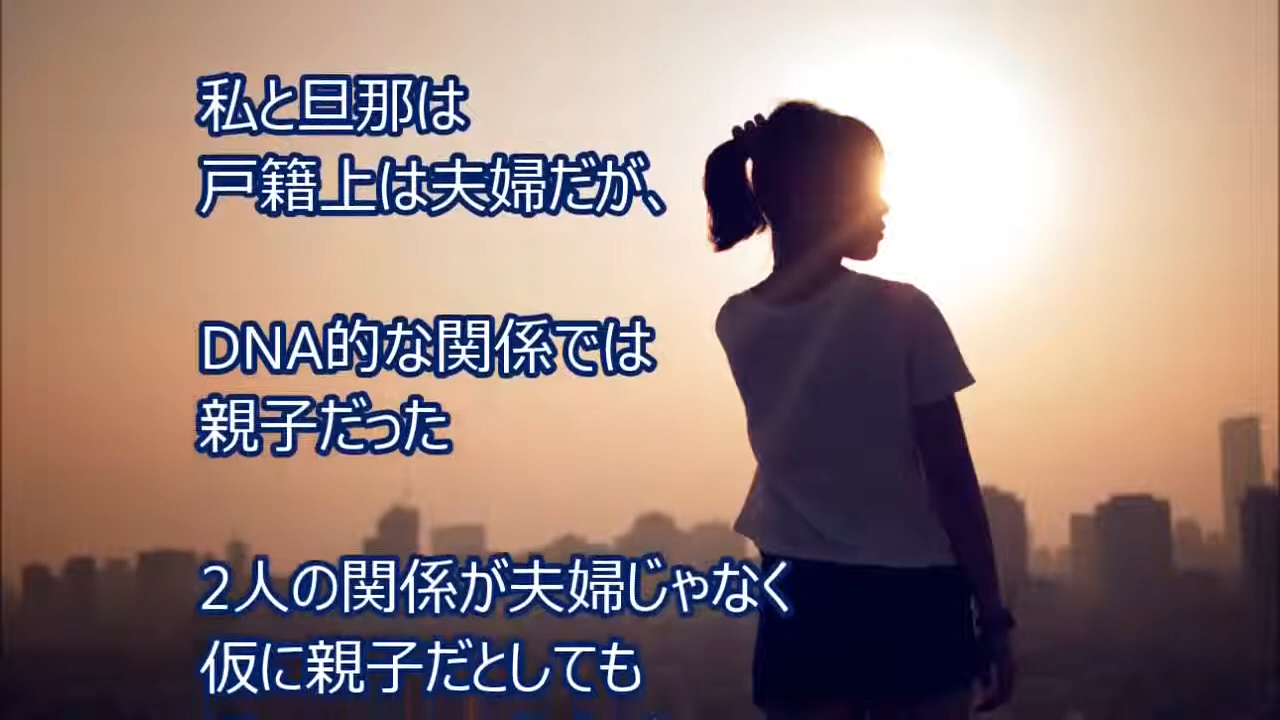 私と旦那は
戸籍上は夫婦だが、
DNA的な関係では
親子だった
2人の関係が夫婦じゃなく
仮に親子だとしても